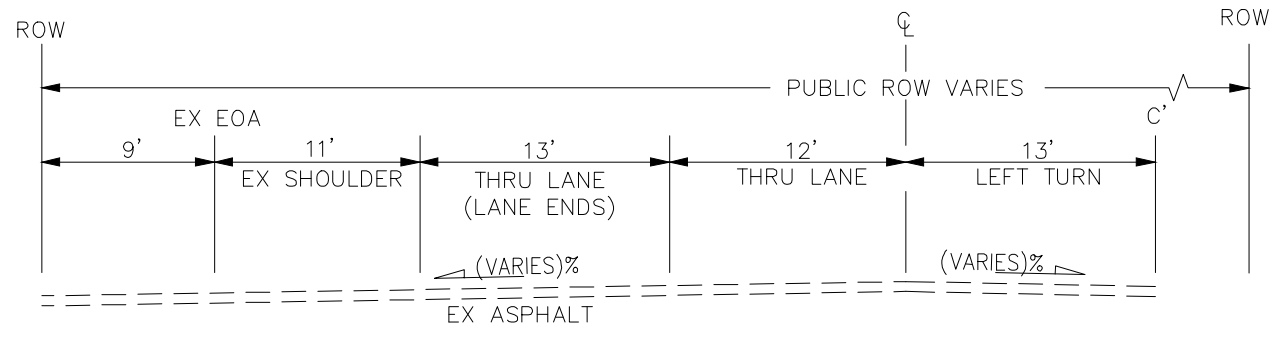 ROW
℄
ROW
PUBLIC ROW VARIES
EX EOA
C'
9'
11'
13'
12'
13'
EX SHOULDER
THRU LANE
(LANE ENDS)
THRU LANE
LEFT TURN
(VARIES)%
(VARIES)%
EX ASPHALT